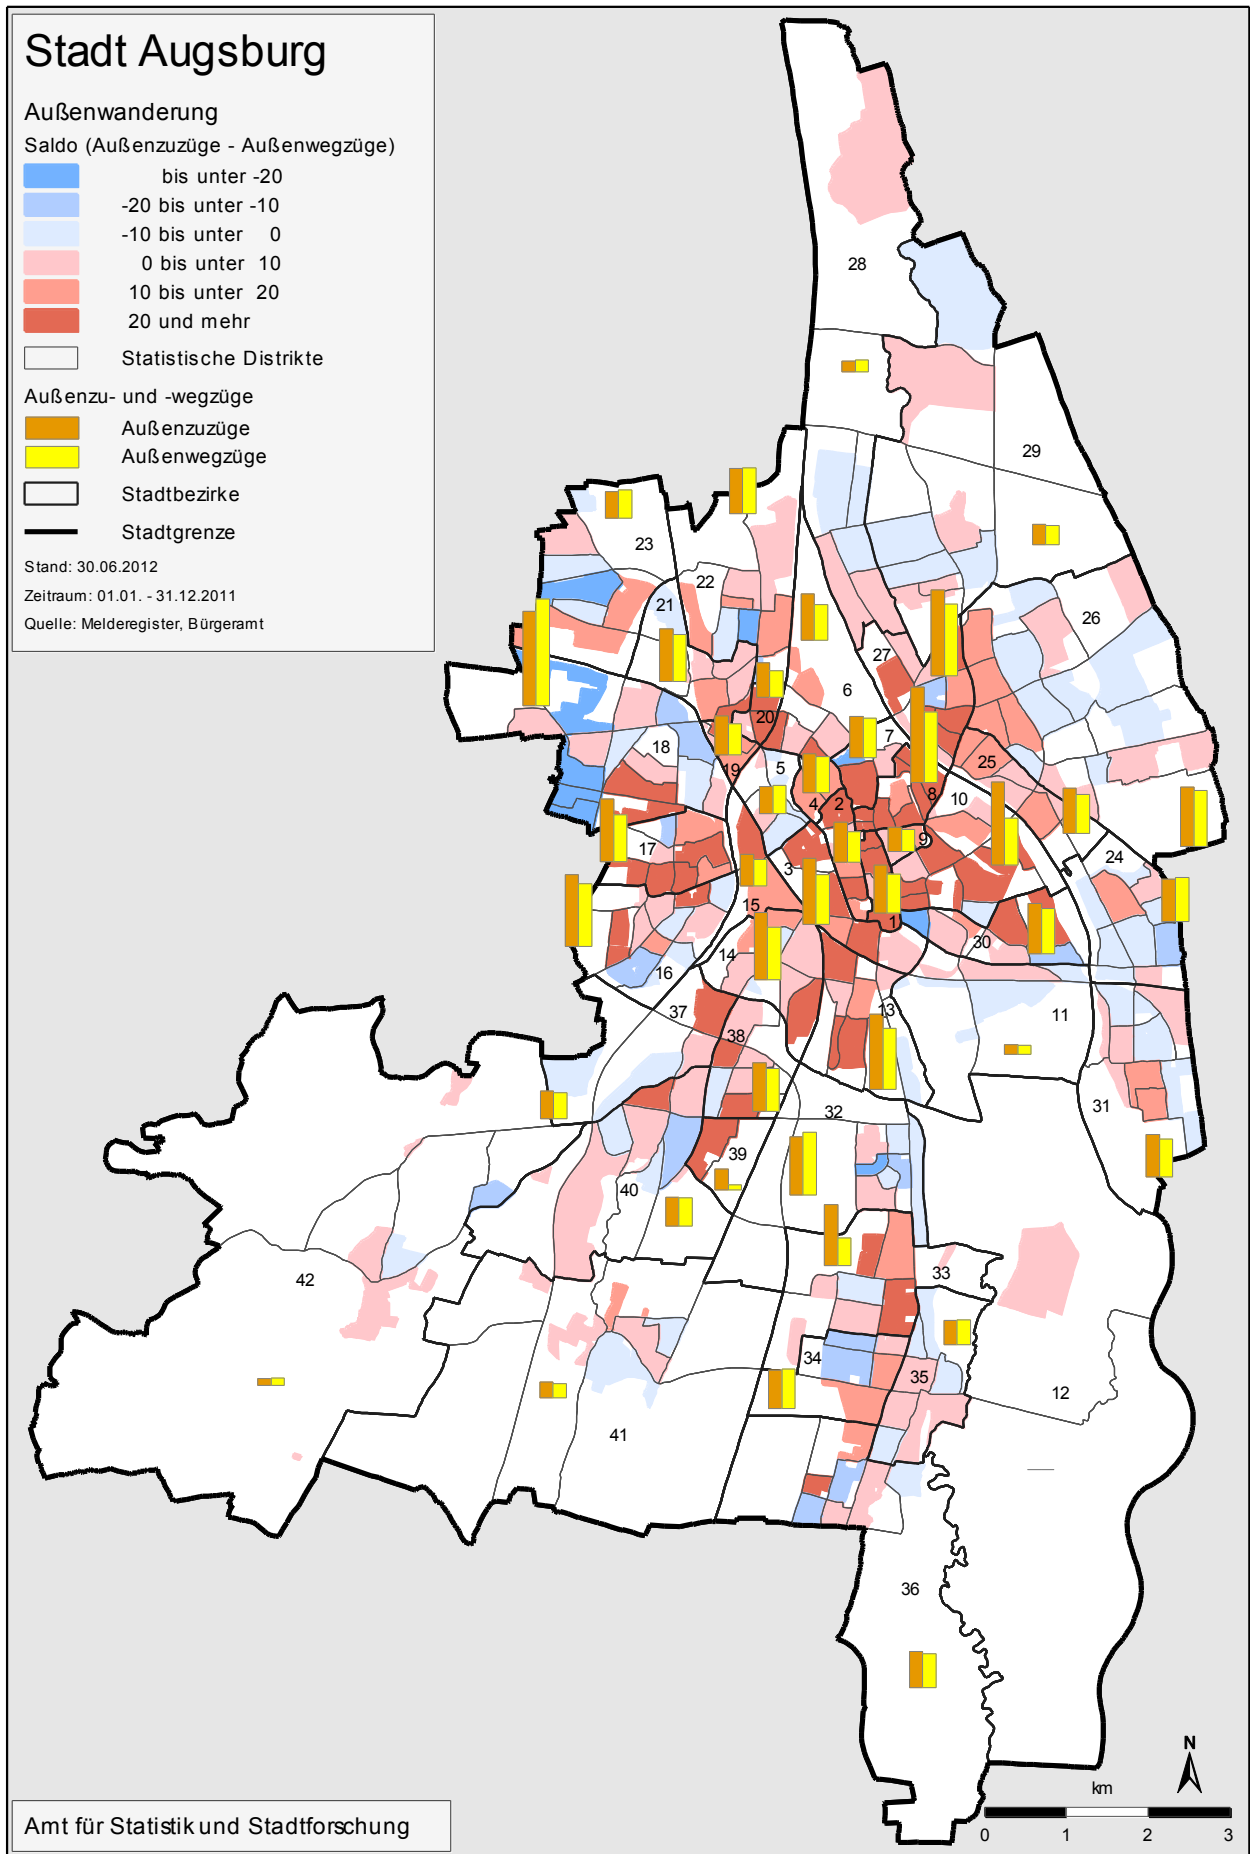 Stadt Augsburg
Außenwanderung
Saldo (Außenzuzüge - Außenwegzüge)
bis unter -20
-20 bis unter -10
-10 bis unter 0
0 bis unter 10
10 bis unter 20
20 und mehr
Statistische Distrikte
Außenzu- und -wegzüge
Außenzuzüge
Außenwegzüge
Stadtbezirke
Stadtgrenze
Stand: 30.06.2012
Zeitraum: 01.01. - 31.12.2011
Quelle: Melderegister, Bürgeramt
28
29
23
22
21
26
27
6
20
7
18
19
5
25
8
10
4
2
9
17
3
24
15
1
30
14
16
37
13
11
38
32
31
39
40
33
42
34
35
12
41
36
N
km
0 1 2 3
Amt für Statistik und Stadtforschung